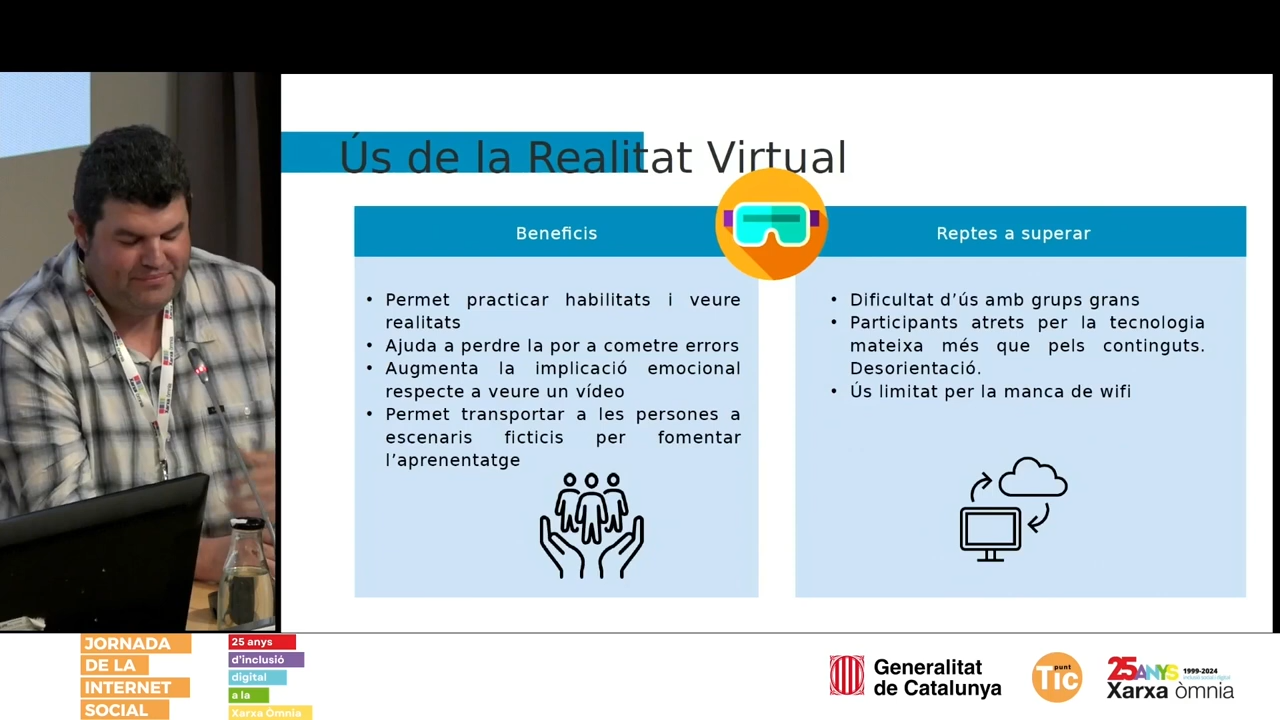 Ús de la Realitat Virtual
Beneficis
• Permet practicar habilitats i veure
realitats
• Ajuda a perdre la por a cometre errors
• Augmenta la implicació emocional
respecte a veure un vídeo
• Permet transportar a les persones a
escenaris ficticis per fomentar
l’aprenentatge
Reptes a superar
• Dificultat d’ús amb grups grans
• Participants atrets per la tecnologia
mateixa més que pels continguts.
Desorientació.
• Ús limitat per la manca de wifi
JORNADA
DE LA
INTERNET
SOCIAL
25 anys
d'inclusió
digital
a la
Xarxa Òmnia
Generalitat
de Catalunya
punt
Tic
25ANYS 1999-2024
Xarxa òmnia